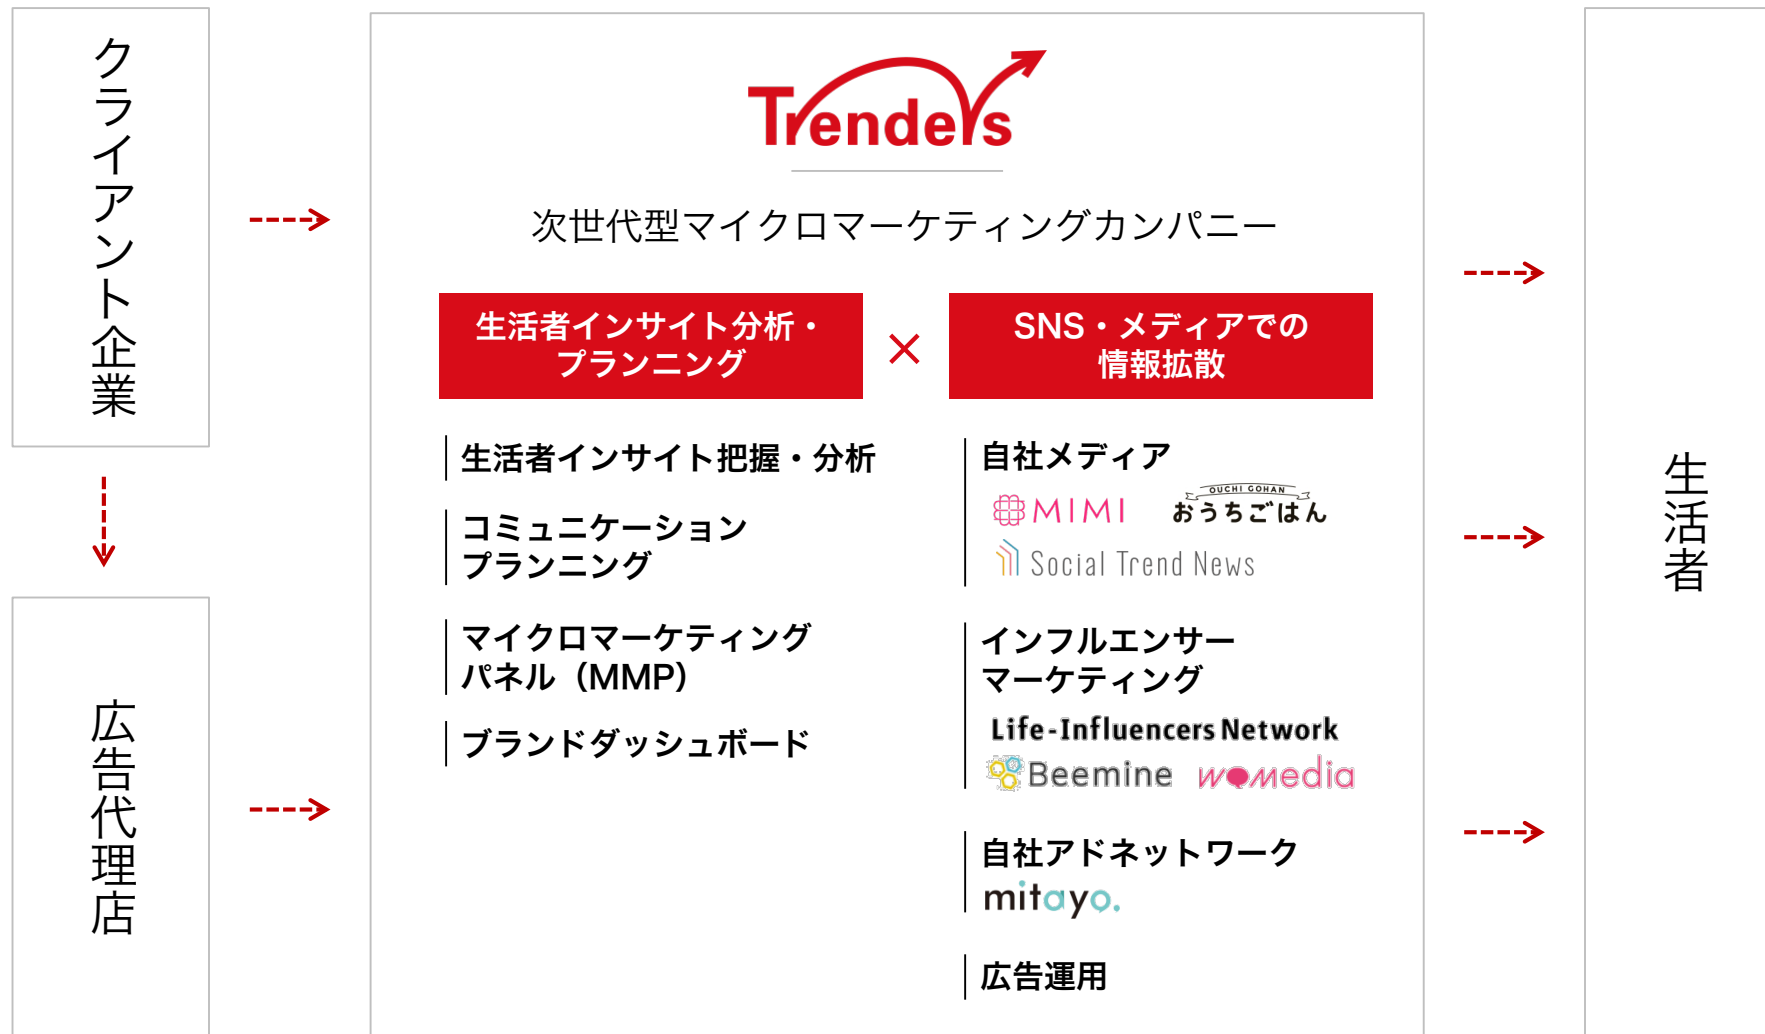 クライアント企業
広告代理店
Trenders
次世代型マイクロマーケティングカンパニー
生活者インサイト分析・
プランニング
×
SNS・メディアでの
情報拡散
生活者インサイト把握・分析
コミュニケーション
プランニング
マイクロマーケティング
パネル（MMP）
ブランドダッシュボード
自社メディア
MIMI
OUCHI GOHAN
おうちごはん
Social Trend News
インフルエンサー
マーケティング
Life-Influencers Network
Beemine
womedia
自社アドネットワーク
mitayo.
広告運用
生活者